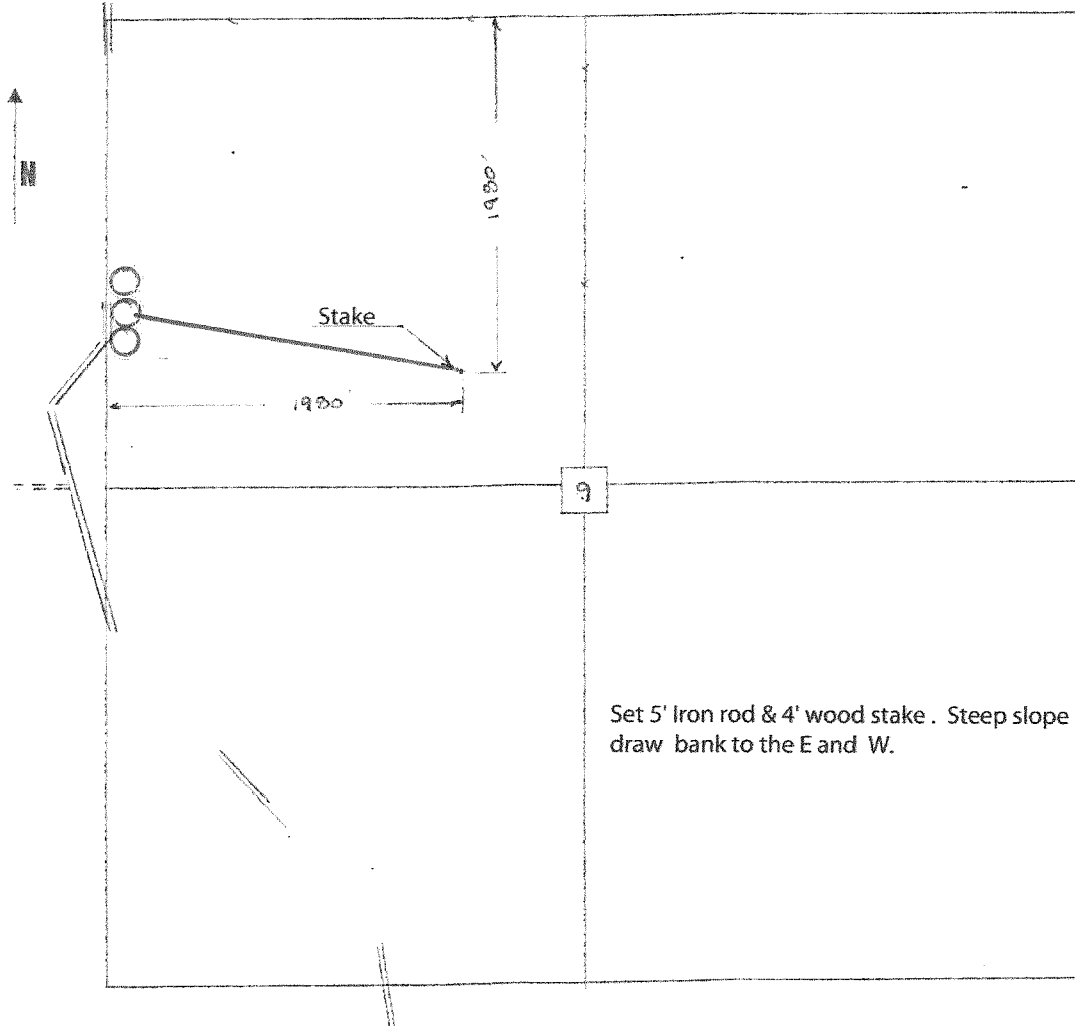 N
1980'
Stake
1980'
9
Set 5' Iron rod & 4' wood stake. Steep slope
draw bank to the E and W.